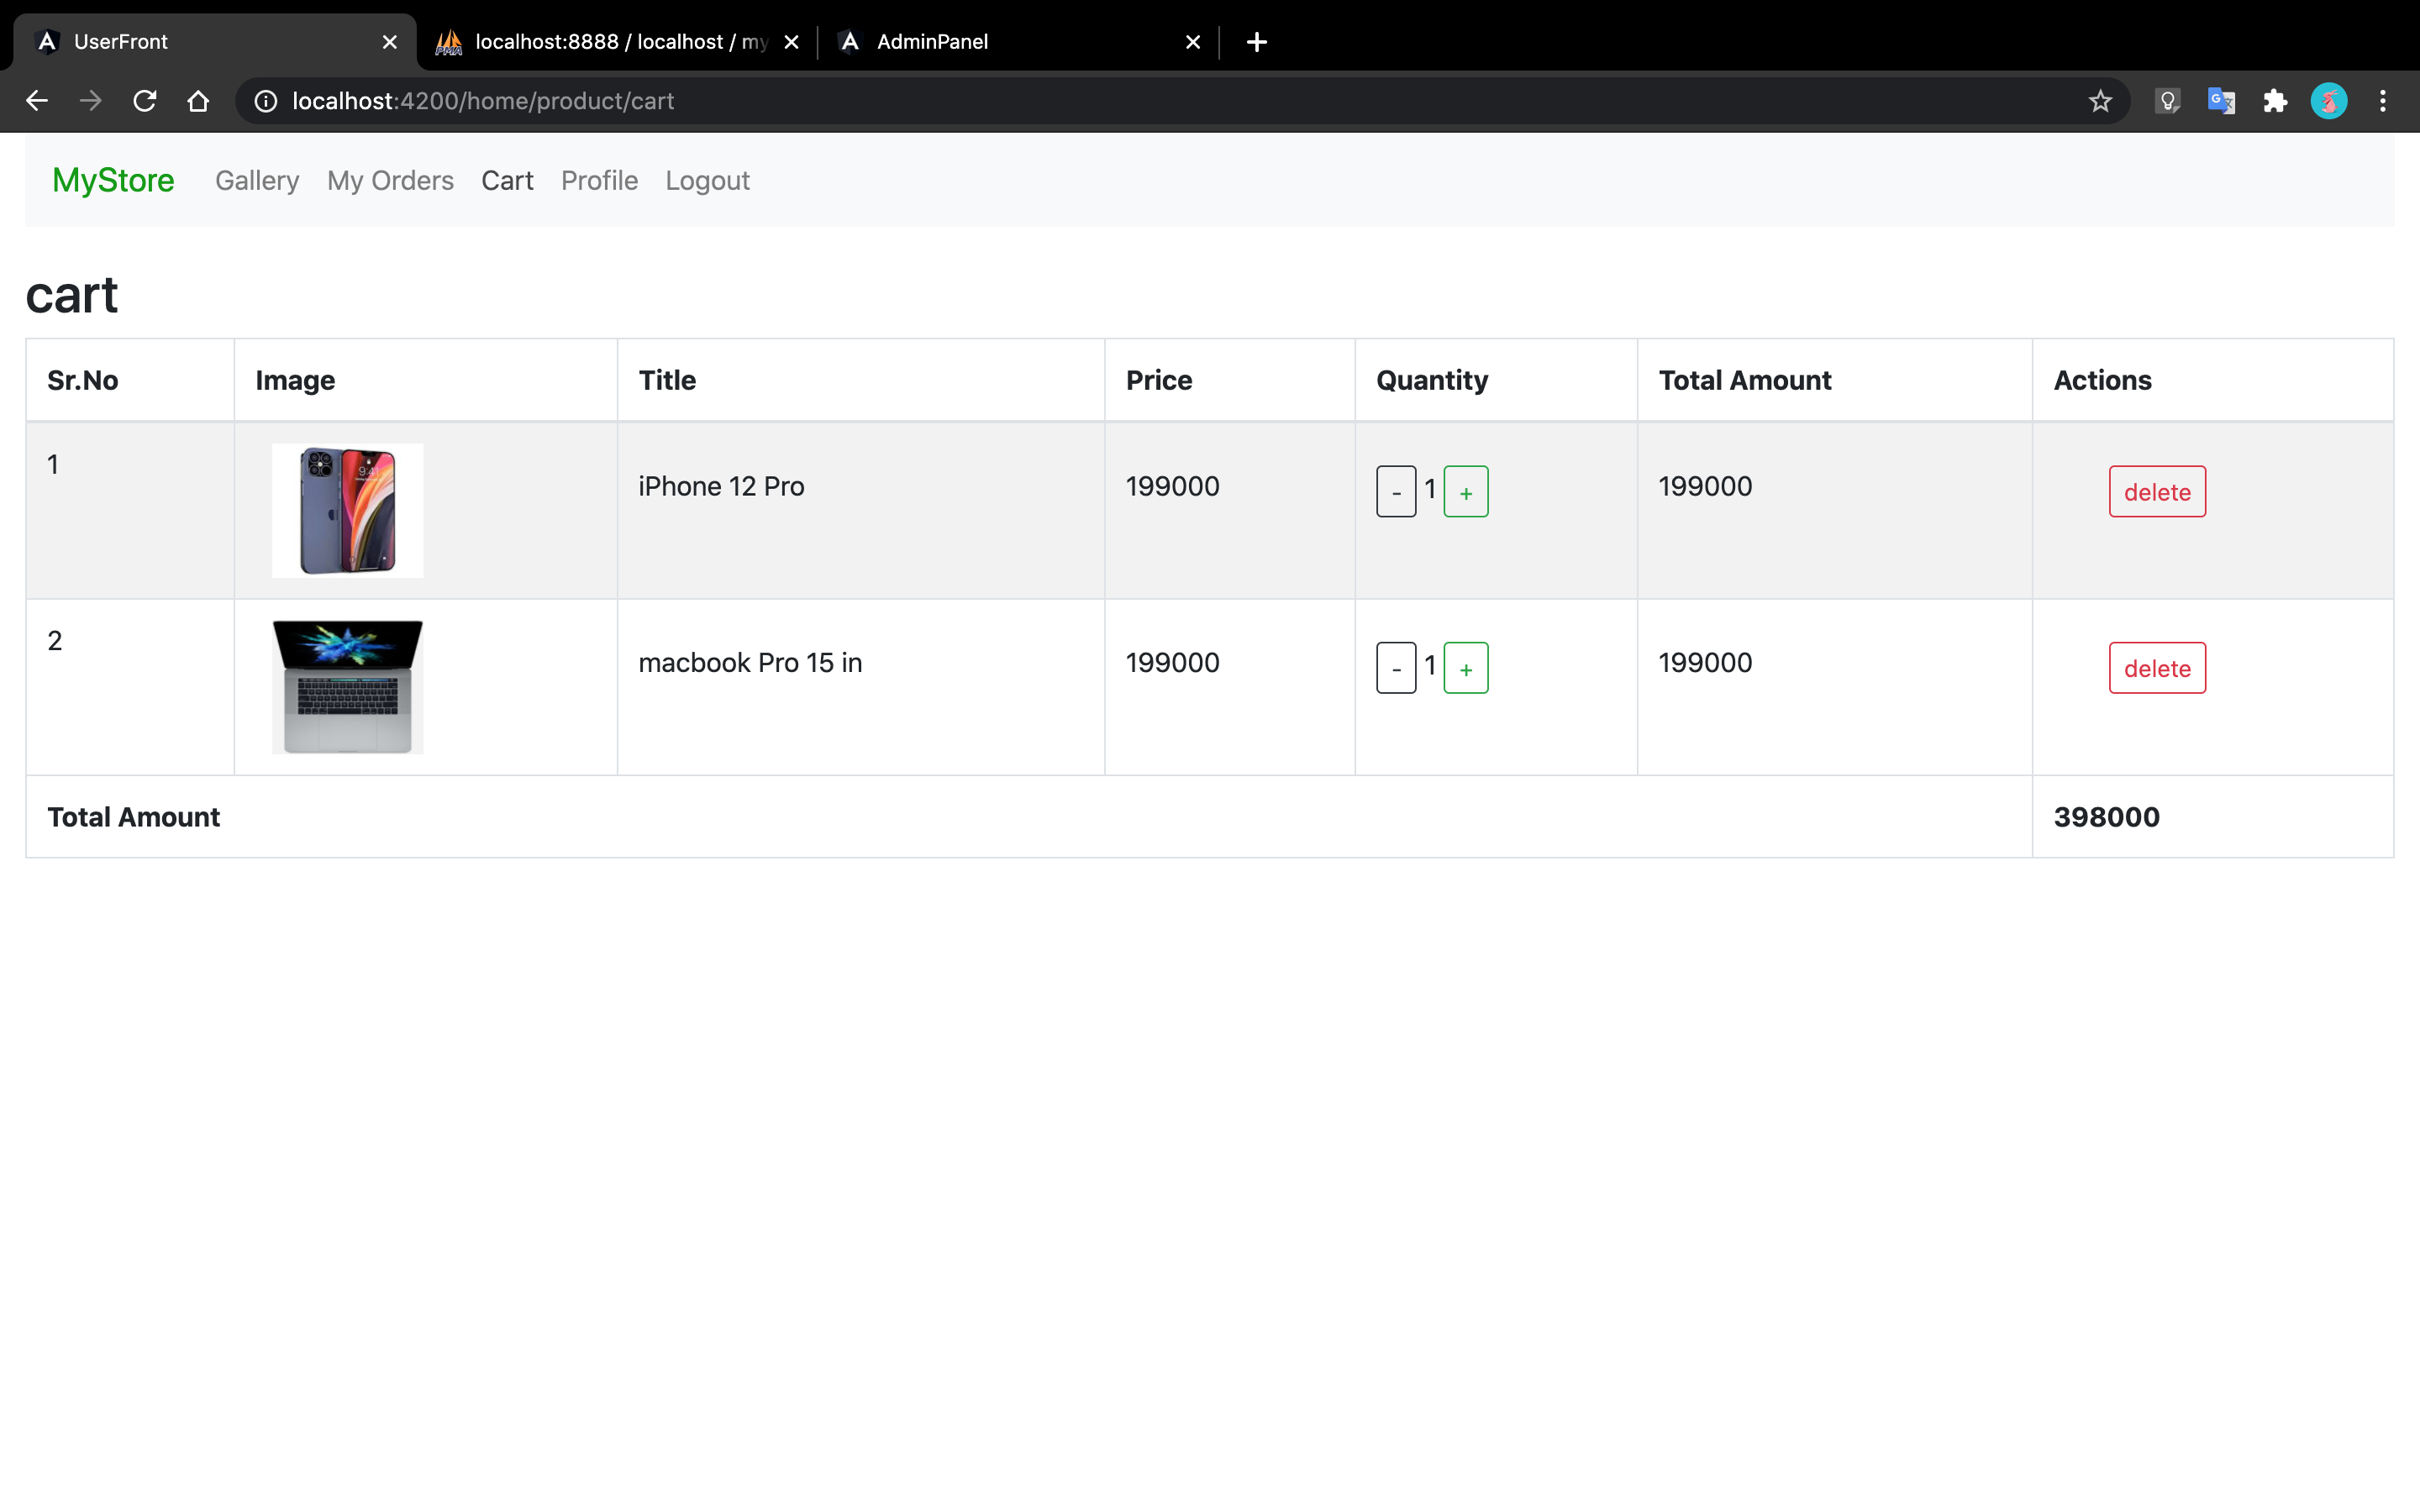 UserFront
localhost:8888 / localhost / my
AdminPanel
localhost:4200/home/product/cart
MyStore Gallery My Orders Cart Profile Logout
cart
Sr.No Image Title Price Quantity Total Amount Actions
1 iPhone 12 Pro 199000 - 1 + 199000 delete
2 macbook Pro 15 in 199000 - 1 + 199000 delete
Total Amount 398000